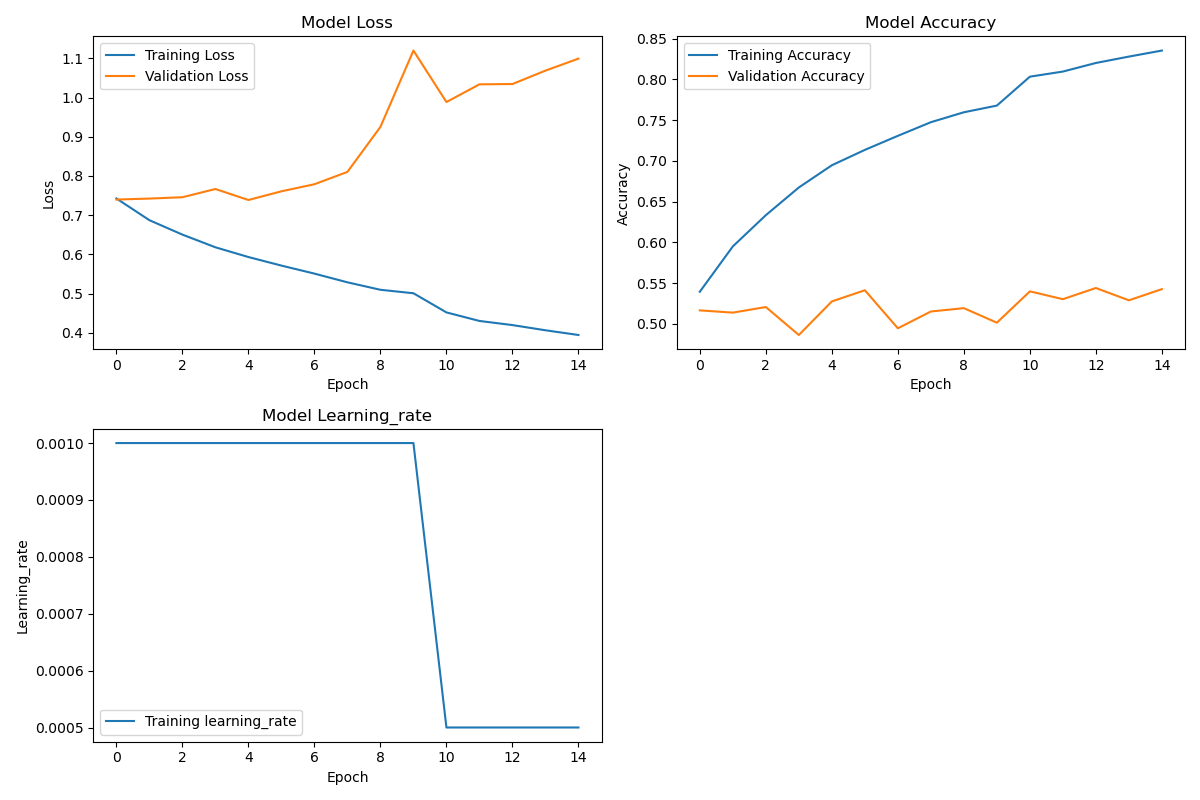 Model Loss
Training Loss
Validation Loss
1.1
1.0
0.9
0.8
0.7
0.6
0.5
0.4
Loss
0 2 4 6 8 10 12 14
Epoch
Model Accuracy
Training Accuracy
Validation Accuracy
0.85
0.80
0.75
0.70
0.65
0.60
0.55
0.50
Accuracy
0 2 4 6 8 10 12 14
Epoch
Model Learning_rate
0.0010
0.0009
0.0008
0.0007
0.0006
0.0005
Learning_rate
Training learning_rate
0 2 4 6 8 10 12 14
Epoch